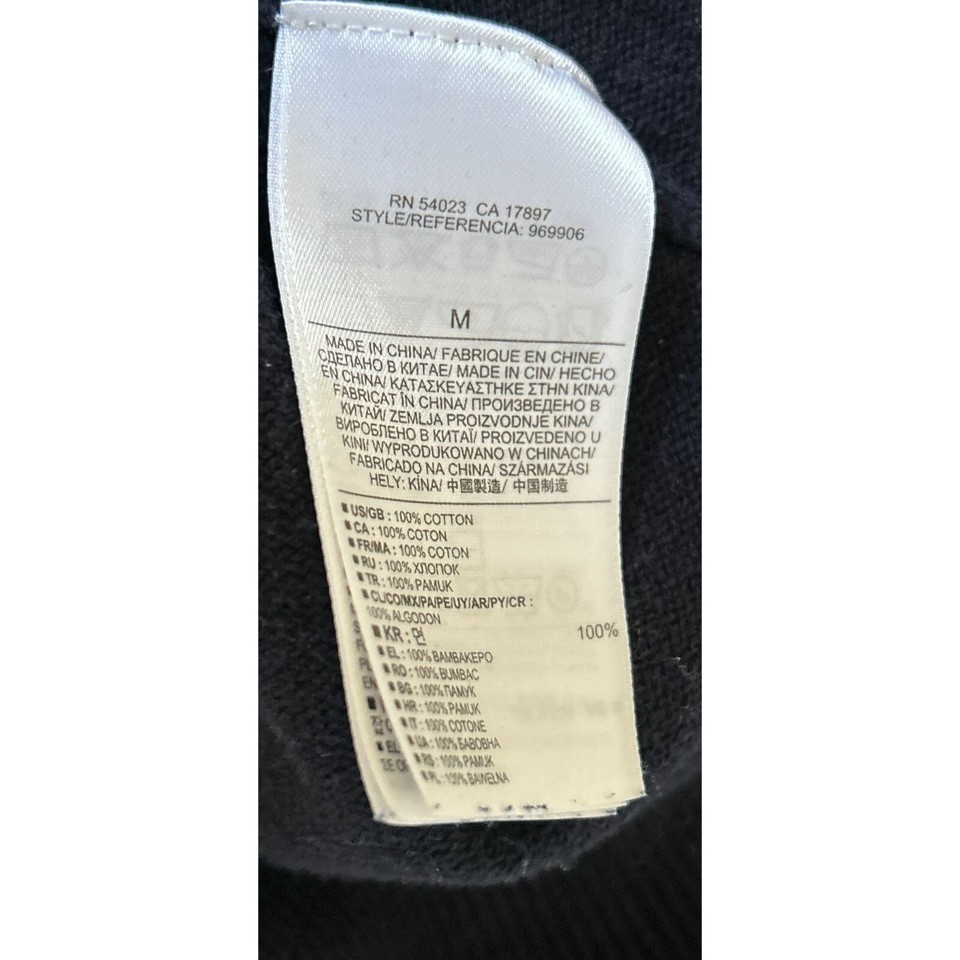 RN 54023 CA 17897
STYLE/REFERENCIA: 969906
M
MADE IN CHINA/ FABRIQUE EN CHINE/
СДЕЛАНО В КИТАЕ/ MADE IN CIN/ HECHO
EN CHINA/ ΚΑΤΑΣΚΕΥΑΣΤΗΚΕ ΣΤΗΝ ΚΙΝΑ/
FABRICAT ÎN CHINA/ ПРОИЗВЕДЕНО В
КИТАЙ/ ZEMLJA PROIZVODNJE KINA/
ВИРОБЛЕНО В КИТАЇ/ PROIZVEDENO U
KINI/ WYPRODUKOWANO W CHINACH/
FABRICADO NA CHINA/ SZÁRMAZÁSI
HELY: KÍNA/ 中國製造/ 中国制造
US/GB : 100% COTTON
CA : 100% COTON
FR/MA : 100% COTON
RU : 100% ХЛОПОК
TR : 100% PAMUK
CL/CO/MX/PA/PE/UY/AR/PY/CR :
100% ALGODON
KR : 면 100%
EL : 100% ΒΑΜΒΑΚΕΡΟ
RO : 100% BUMBAC
BG : 100% ПАМУК
HR : 100% PAMUK
IT : 100% COTONE
UA : 100% БАВОВНА
RS : 100% PAMUK
PL : 100% BAWEŁNA